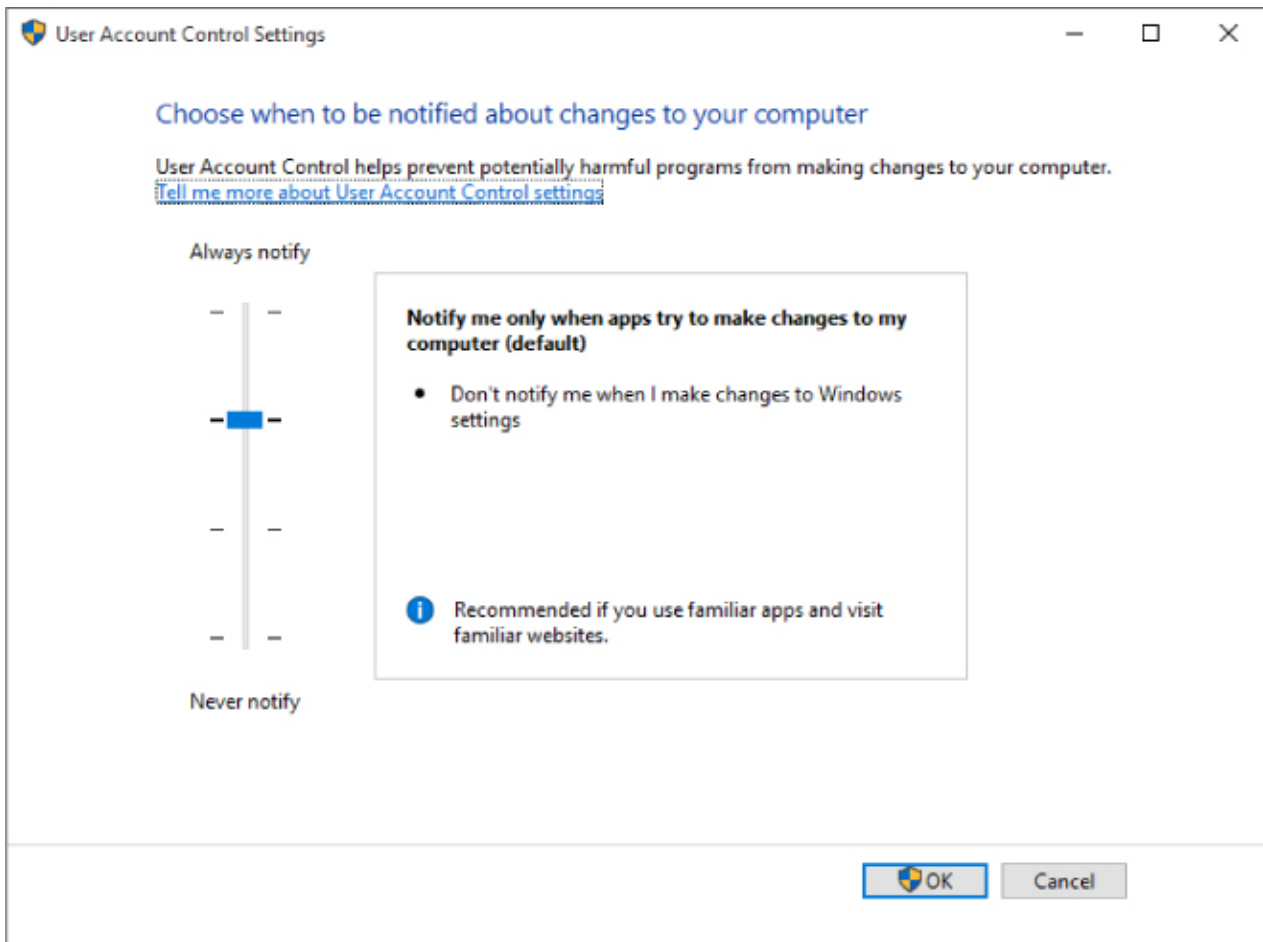 User Account Control Settings
Choose when to be notified about changes to your computer
User Account Control helps prevent potentially harmful programs from making changes to your computer.
Tell me more about User Account Control settings
Always notify
Notify me only when apps try to make changes to my
computer (default)
• Don't notify me when I make changes to Windows
settings
Recommended if you use familiar apps and visit
familiar websites.
Never notify
OK
Cancel